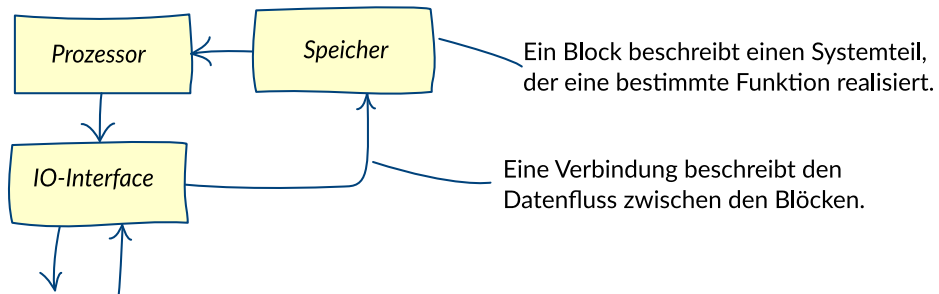 Prozessor
Speicher
Ein Block beschreibt einen Systemteil,
der eine bestimmte Funktion realisiert.
IO-Interface
Eine Verbindung beschreibt den
Datenfluss zwischen den Blöcken.